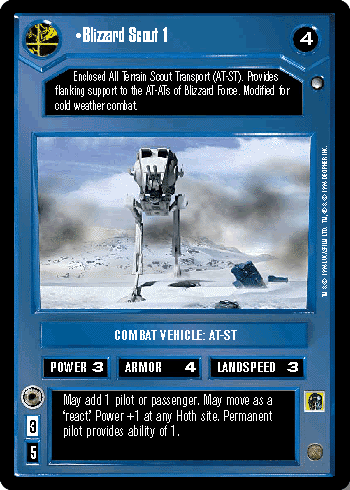 •Blizzard Scout 1
4
Enclosed All Terrain Scout Transport (AT-ST). Provides
flanking support to the AT-ATs of Blizzard Force. Modified for
cold weather combat.
COMBAT VEHICLE: AT-ST
POWER 3 ARMOR 4 LANDSPEED 3
May add 1 pilot or passenger. May move as a
'react.' Power +1 at any Hoth site. Permanent
pilot provides ability of 1.
3
5